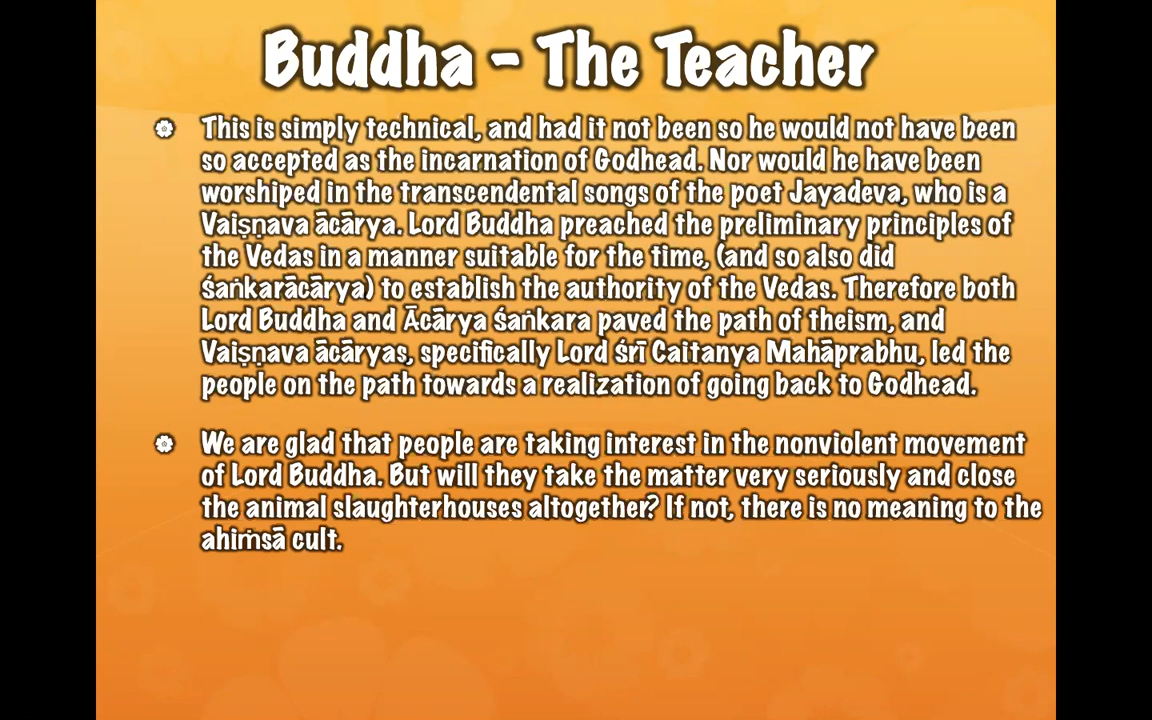 Buddha - The Teacher
This is simply technical, and had it not been so he would not have been
so accepted as the incarnation of Godhead. Nor would he have been
worshiped in the transcendental songs of the poet Jayadeva, who is a
Vaiṣṇava ācārya. Lord Buddha preached the preliminary principles of
the Vedas in a manner suitable for the time, (and so also did
śaṅkarācārya) to establish the authority of the Vedas. Therefore both
Lord Buddha and Ācārya śaṅkara paved the path of theism, and
Vaiṣṇava ācāryas, specifically Lord śrī Caitanya Mahāprabhu, led the
people on the path towards a realization of going back to Godhead.
We are glad that people are taking interest in the nonviolent movement
of Lord Buddha. But will they take the matter very seriously and close
the animal slaughterhouses altogether? If not, there is no meaning to the
ahiṁsā cult.